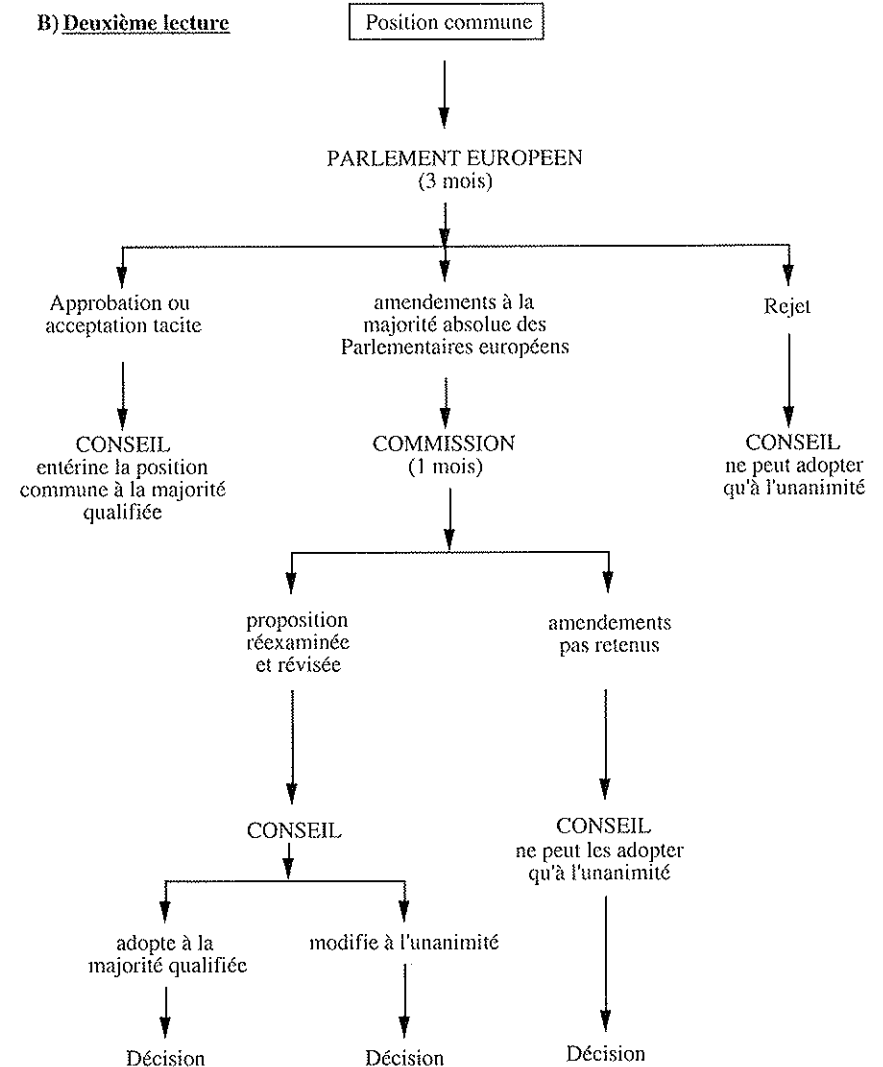 B) Deuxième lecture
Position commune
PARLEMENT EUROPEEN
(3 mois)
Approbation ou
acceptation tacite
amendements à la
majorité absolue des
Parlementaires européens
Rejet
CONSEIL
entérine la position
commune à la majorité
qualifiée
COMMISSION
(1 mois)
CONSEIL
ne peut adopter
qu'à l'unanimité
proposition
réexaminée
et révisée
amendements
pas retenus
CONSEIL
CONSEIL
ne peut les adopter
qu'à l'unanimité
adopte à la
majorité qualifiée
modifie à l'unanimité
Décision
Décision
Décision